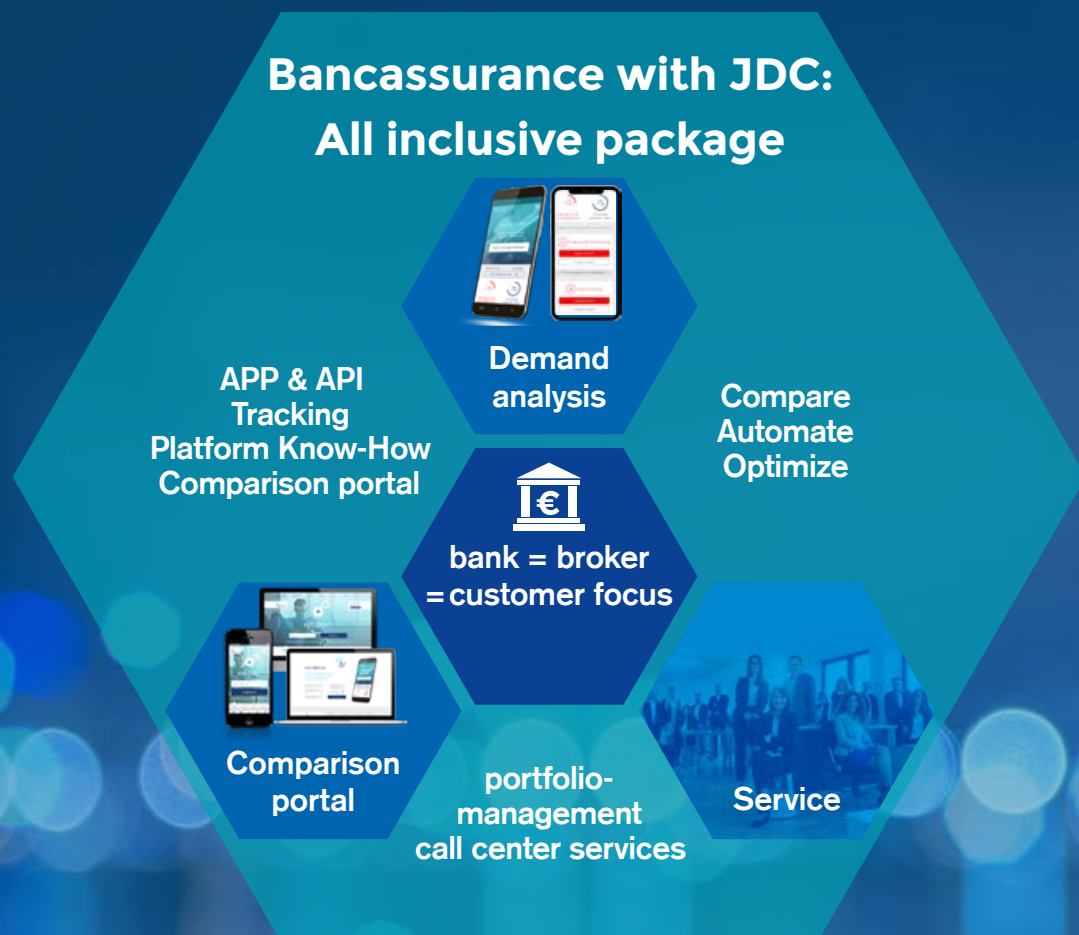 Bancassurance with JDC:
All inclusive package
Demand
analysis
APP & API
Tracking
Platform Know-How
Comparison portal
Compare
Automate
Optimize
€
bank = broker
= customer focus
Comparison
portal
portfolio-
management
call center services
Service